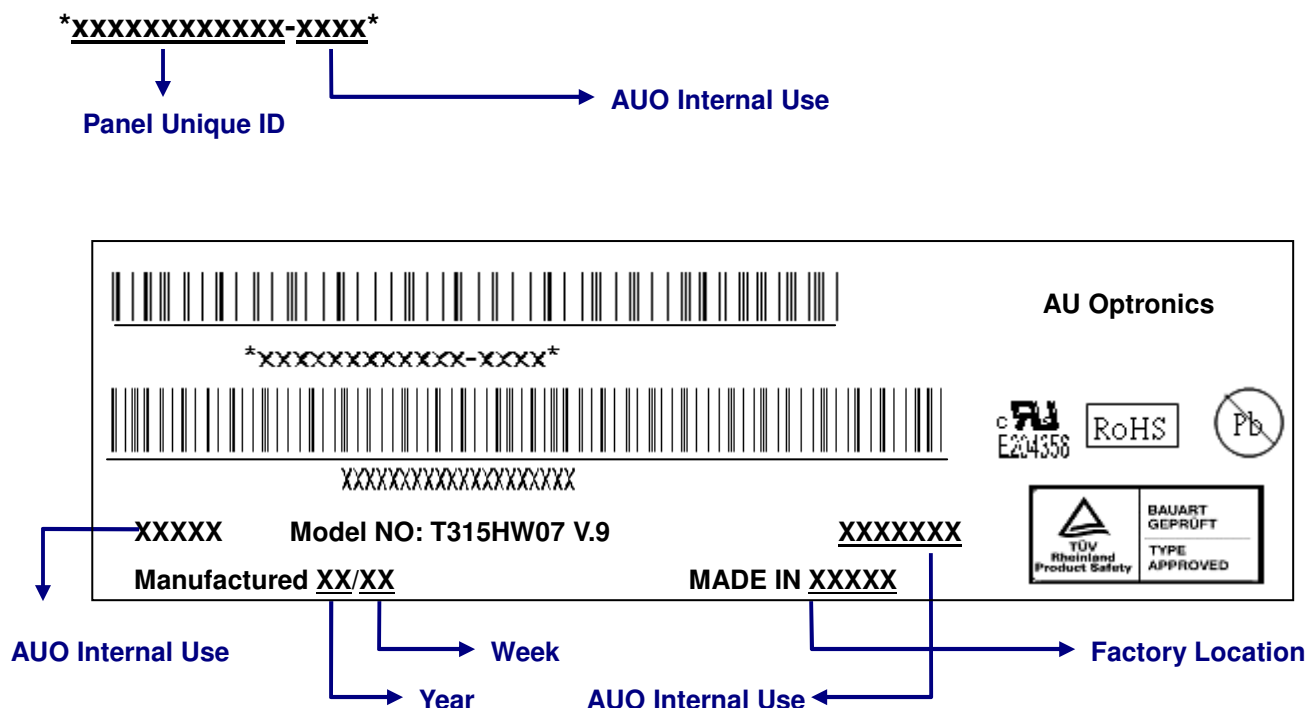 *XXXXXXXXXXXX-XXXX*
AUO Internal Use
Panel Unique ID
AU Optronics
*XXXXXXXXXXXX-XXXX*
c
E204356
RoHS
Pb
XXXXXXXXXXXXXXXXXXXX
XXXXX Model NO: T315HW07 V.9 XXXXXXX
Manufactured XX/XX MADE IN XXXXX
TÜV
Rheinland
Product Safety
BAUART
GEPRÜFT
TYPE
APPROVED
AUO Internal Use
Week
Factory Location
Year
AUO Internal Use